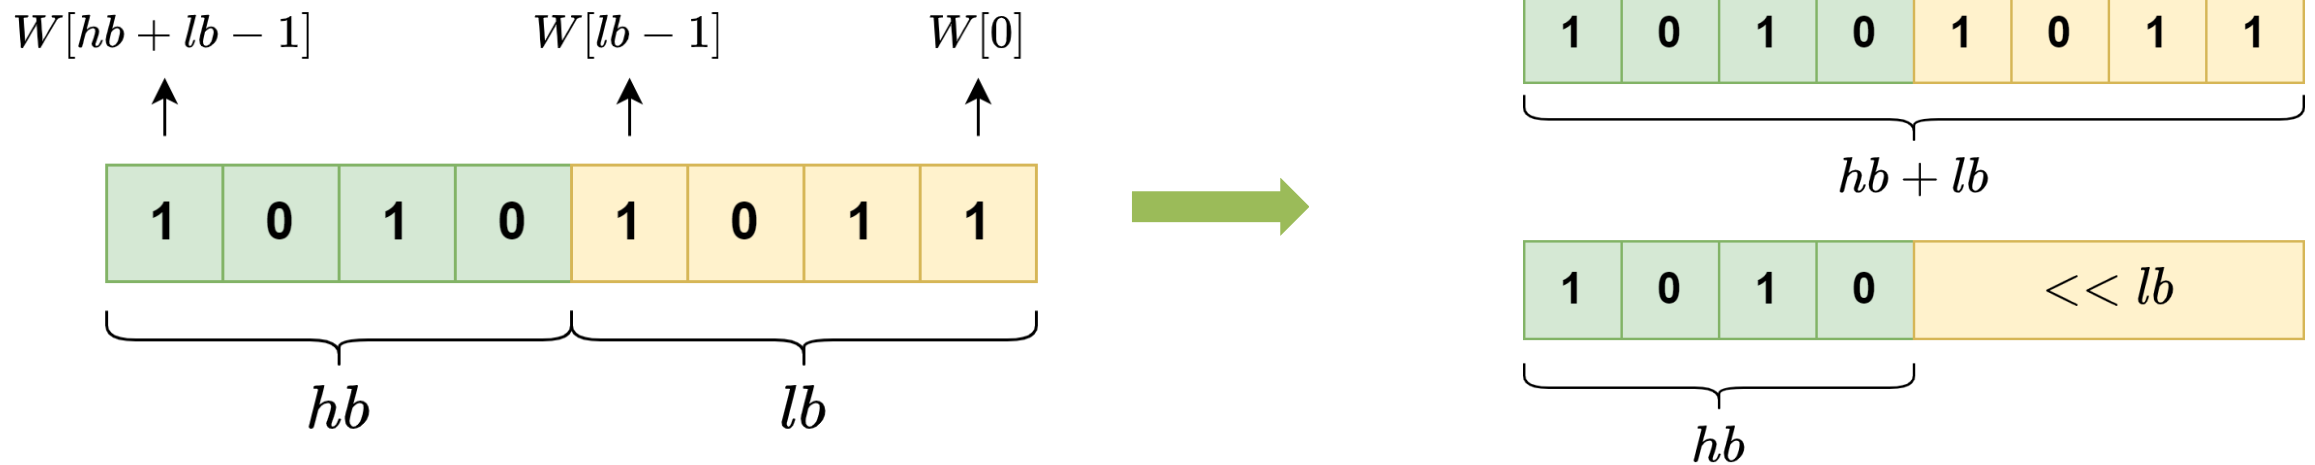 W[hb + lb − 1] W[lb − 1] W[0]
1 0 1 0 1 0 1 1
hb lb
1 0 1 0 1 0 1 1
hb + lb
1 0 1 0 << lb
hb